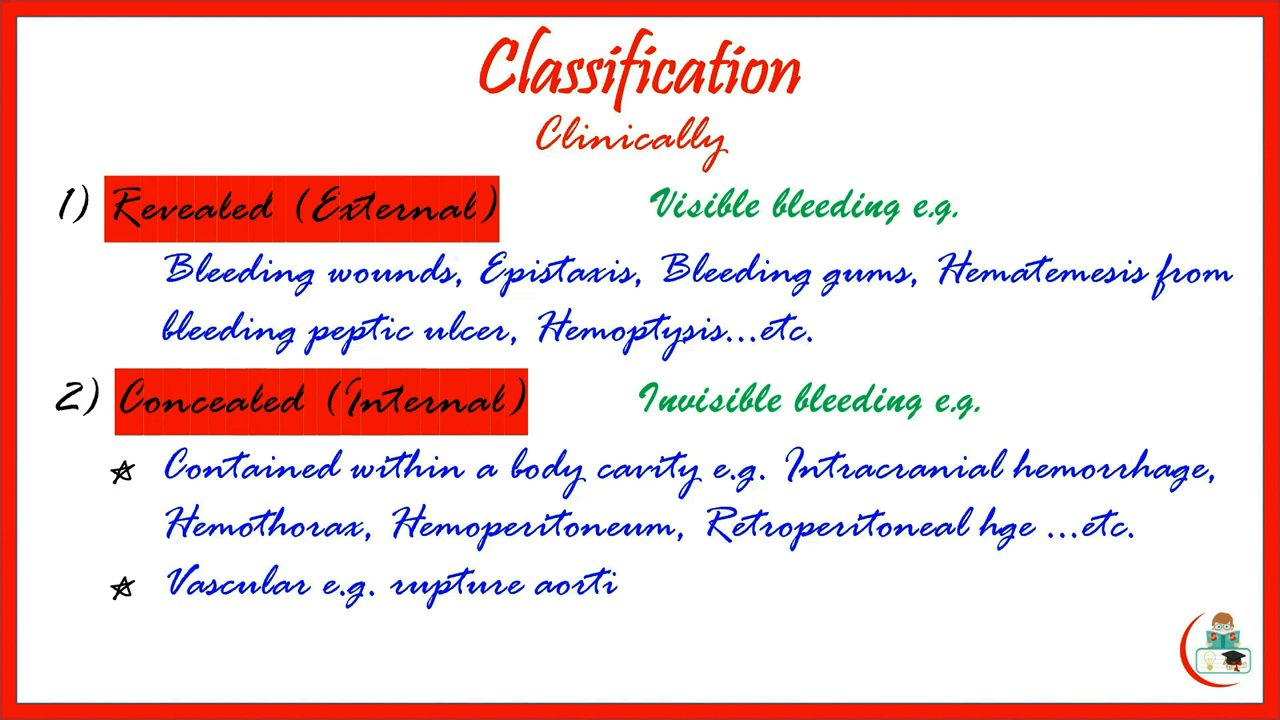 Classification
Clinically
1) Revealed (External) Visible bleeding e.g.
Bleeding wounds, Epistaxis, Bleeding gums, Hematemesis from
bleeding peptic ulcer, Hemoptysis...etc.
2) Concealed (Internal) Invisible bleeding e.g.
Contained within a body cavity e.g. Intracranial hemorrhage,
Hemothorax, Hemoperitoneum, Retroperitoneal hge ...etc.
Vascular e.g. rupture aorti